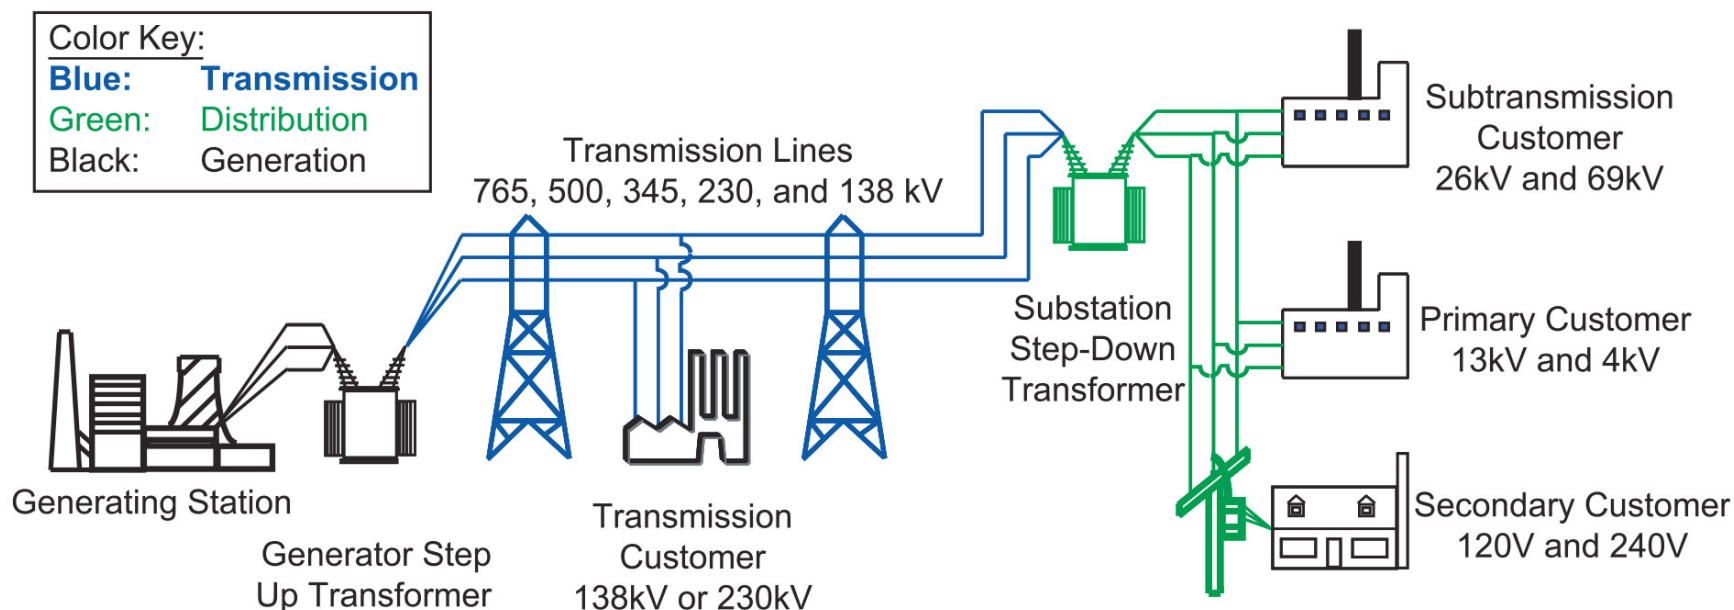 Color Key:
Blue: Transmission
Green: Distribution
Black: Generation
Transmission Lines
765, 500, 345, 230, and 138 kV
Subtransmission
Customer
26kV and 69kV
Substation
Step-Down
Transformer
Primary Customer
13kV and 4kV
Generating Station
Generator Step
Up Transformer
Transmission
Customer
138kV or 230kV
Secondary Customer
120V and 240V